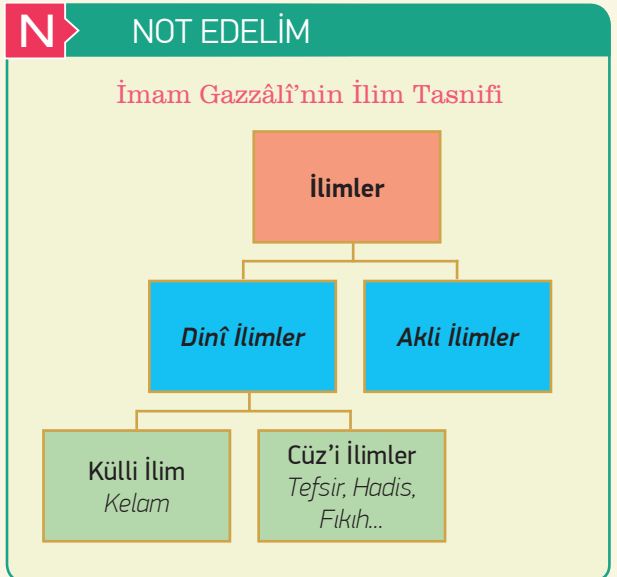 N
NOT EDELİM
İmam Gazzâlî’nin İlim Tasnifi
İlimler
Dinî İlimler
Akli İlimler
Külli İlim
Kelam
Cüz’i İlimler
Tefsir, Hadis,
Fıkıh...